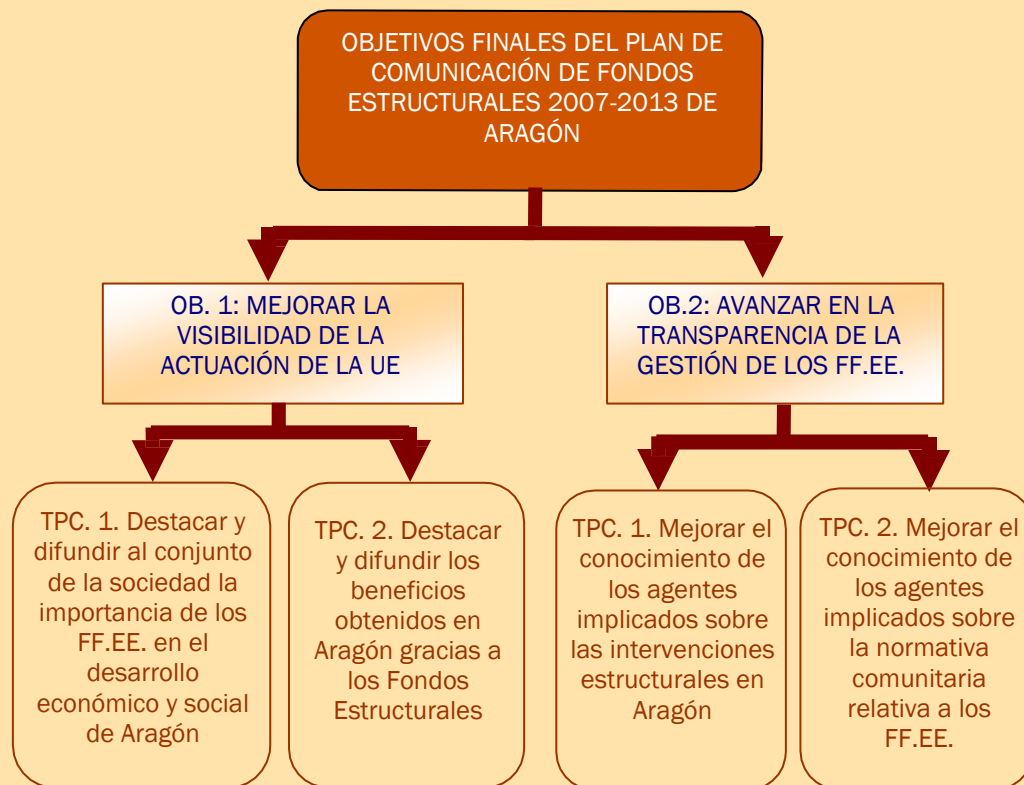 OBJETIVOS FINALES DEL PLAN DE
COMUNICACIÓN DE FONDOS
ESTRUCTURALES 2007-2013 DE
ARAGÓN
OB. 1: MEJORAR LA
VISIBILIDAD DE LA
ACTUACIÓN DE LA UE
OB.2: AVANZAR EN LA
TRANSPARENCIA DE LA
GESTIÓN DE LOS FF.EE.
TPC. 1. Destacar y
difundir al conjunto
de la sociedad la
importancia de los
FF.EE. en el
desarrollo
económico y social
de Aragón
TPC. 2. Destacar
y difundir los
beneficios
obtenidos en
Aragón gracias a
los Fondos
Estructurales
TPC. 1. Mejorar el
conocimiento de
los agentes
implicados sobre
las intervenciones
estructurales en
Aragón
TPC. 2. Mejorar el
conocimiento de
los agentes
implicados sobre
la normativa
comunitaria
relativa a los
FF.EE.